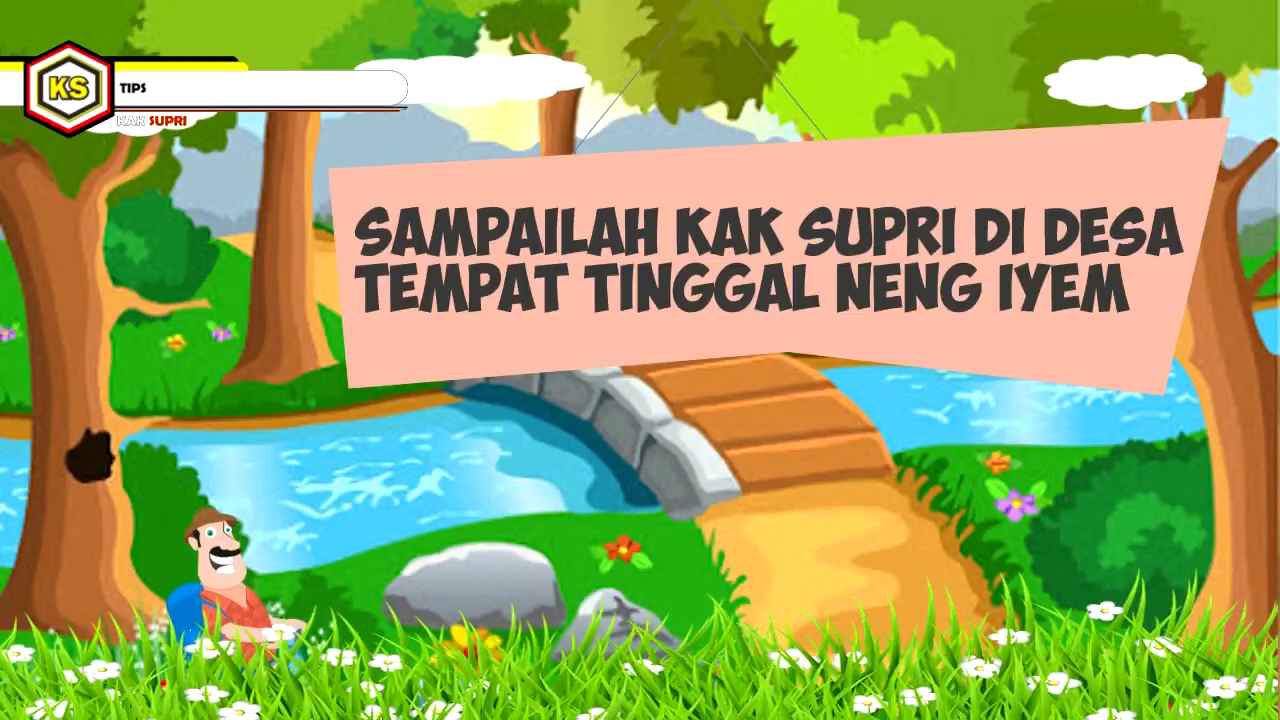 KS
TIPS
KAK SUPRI
SAMPAILAH KAK SUPRI DI DESA
TEMPAT TINGGAL NENG IYEM